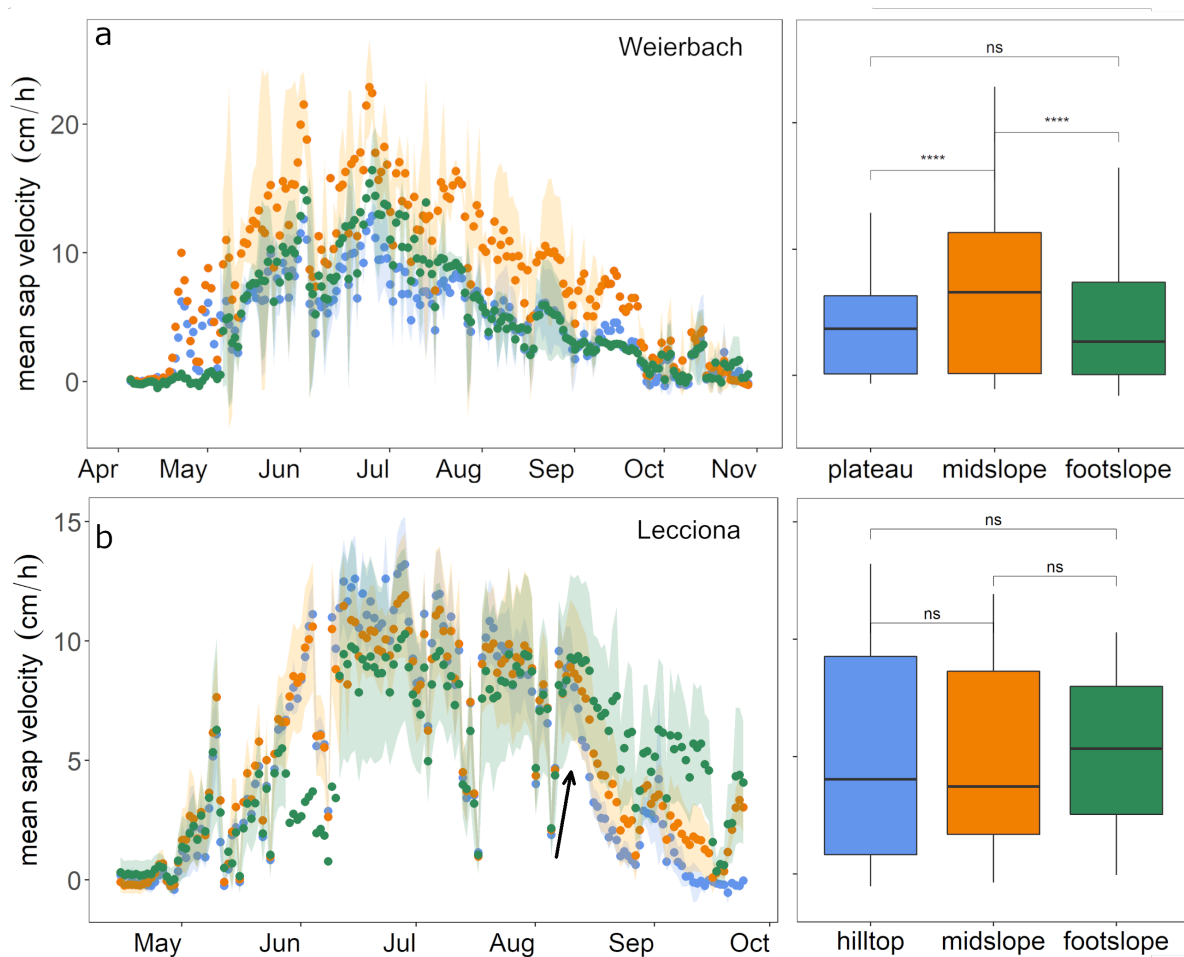 a
Weierbach
mean sap velocity (cm/h)
20
10
0
Apr May Jun Jul Aug Sep Oct Nov
ns
****
****
plateau midslope footslope
b
Lecciona
mean sap velocity (cm/h)
15
10
5
0
May Jun Jul Aug Sep Oct
ns
ns
ns
hilltop midslope footslope